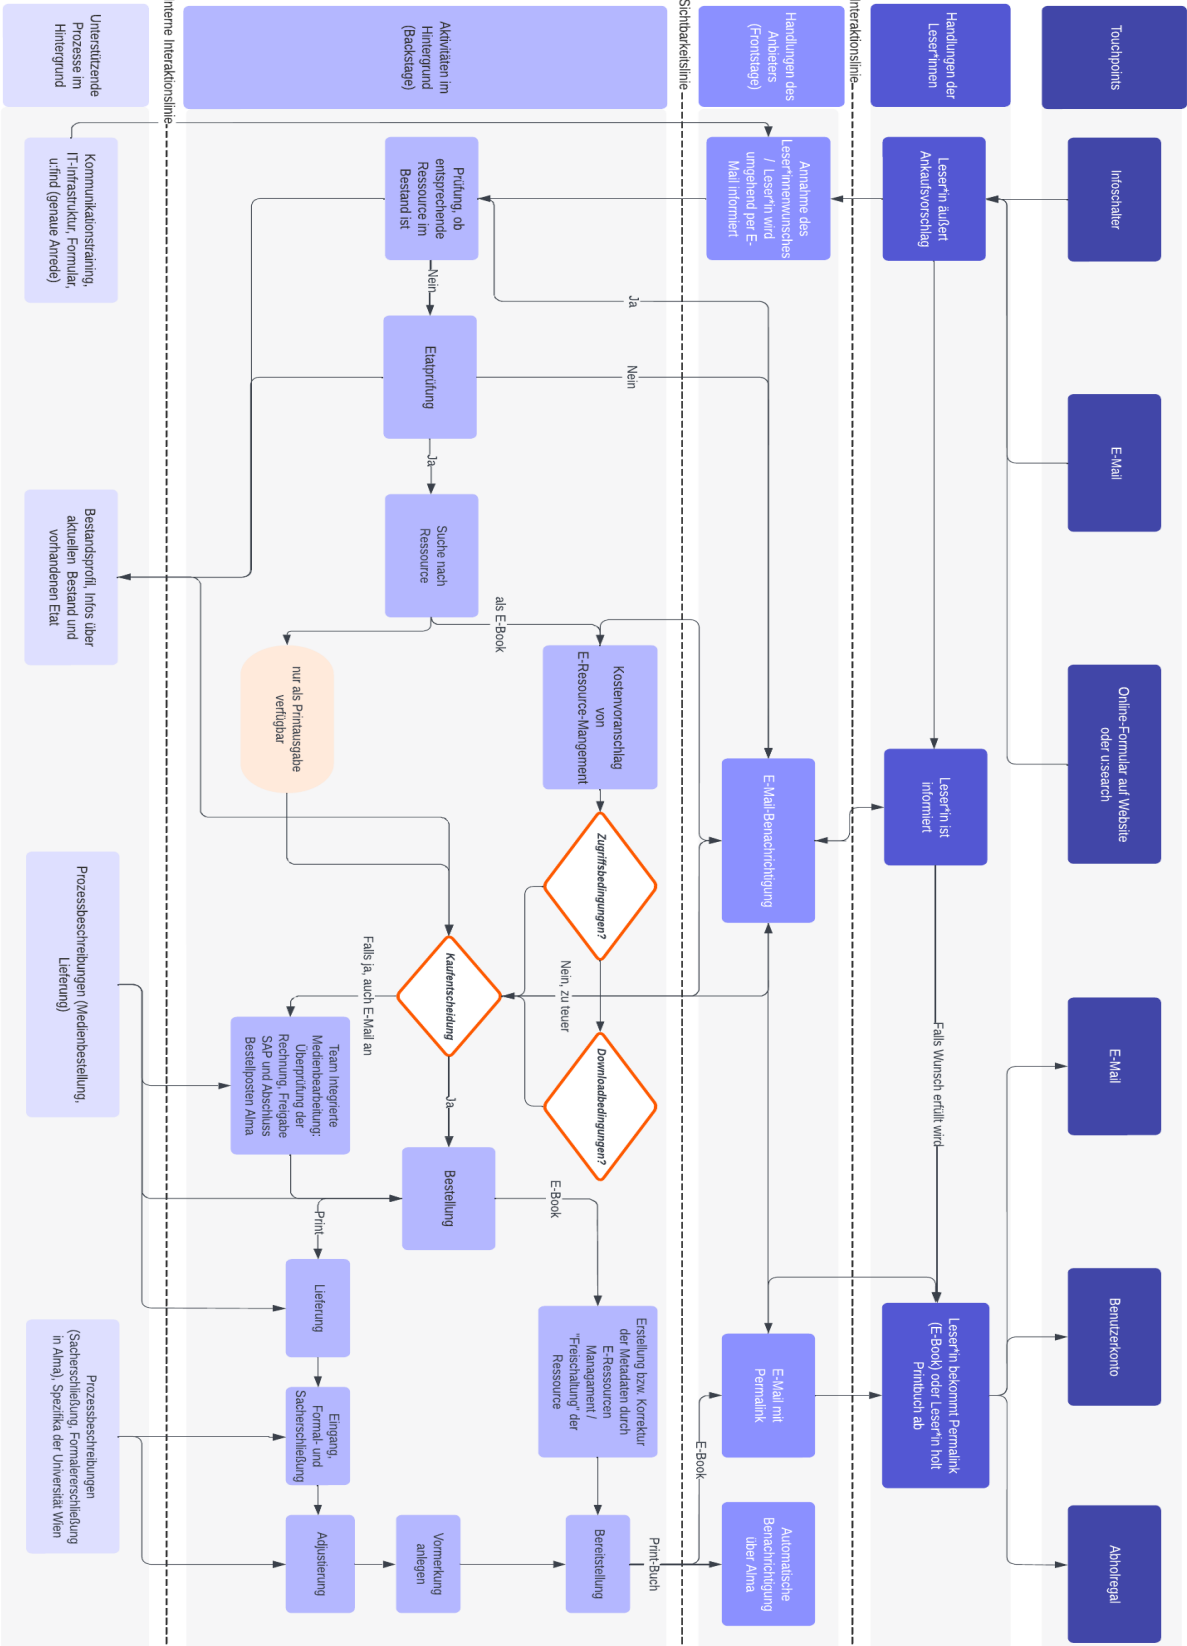 Touchpoints
Infoschalter
E-Mail
Online-Formular auf Website
oder u:search
E-Mail
Benutzerkonto
Abholregal
Handlungen der
Leser*innen
Leser*in äußert
Ankaufsvorschlag
Leser*in ist
informiert
Falls Wunsch erfüllt wird
Leser*in bekommt Permalink
(E-Book) oder Leser*in holt
Printbuch ab
Interaktionslinie
Handlungen des
Anbieters
(Frontstage)
Annahme des
Leser*innenwunsches
/ Leser*in wird
umgehend per E-
Mail informiert
E-Mail-Benachrichtigung
E-Mail mit
Permalink
Automatische
Benachrichtigung
über Alma
Sichtbarkeitslinie
Aktivitäten im
Hintergrund
(Backstage)
Ja
Nein
E-Book
Print-Buch
Prüfung, ob
entsprechende
Ressource im
Bestand ist
Nein
Etatprüfung
Ja
Suche nach
Ressource
als E-Book
Kostenvoranschlag
von
E-Resource-Mangement
Zugriffsbedingungen?
Nein, zu teuer
Downloadbedingungen?
nur als Printausgabe
verfügbar
Kaufentscheidung
Ja
Falls ja, auch E-Mail an
Team Integrierte
Medienbearbeitung:
Überprüfung der
Rechnung, Freigabe
SAP und Abschluss
Bestellposten Alma
Bestellung
E-Book
Erstellung bzw. Korrektur
der Metadaten durch
E-Ressourcen
Managament /
"Freischaltung" der
Ressource
Print
Lieferung
Eingang,
Formal- und
Sacherschließung
Adjustierung
Vormerkung
anlegen
Bereitstellung
nterne Interaktionslinie
Unterstützende
Prozesse im
Hintergrund
Kommunikationstraining,
IT-Infrastruktur, Formular,
u:find (genaue Anrede)
Bestandsprofil, Infos über
aktuellen Bestand und
vorhandenen Etat
Prozessbeschreibungen (Medienbestellung,
Lieferung)
Prozessbeschreibungen
(Sacherschließung, Formalererschließung
in Alma), Spezifika der Universität Wien